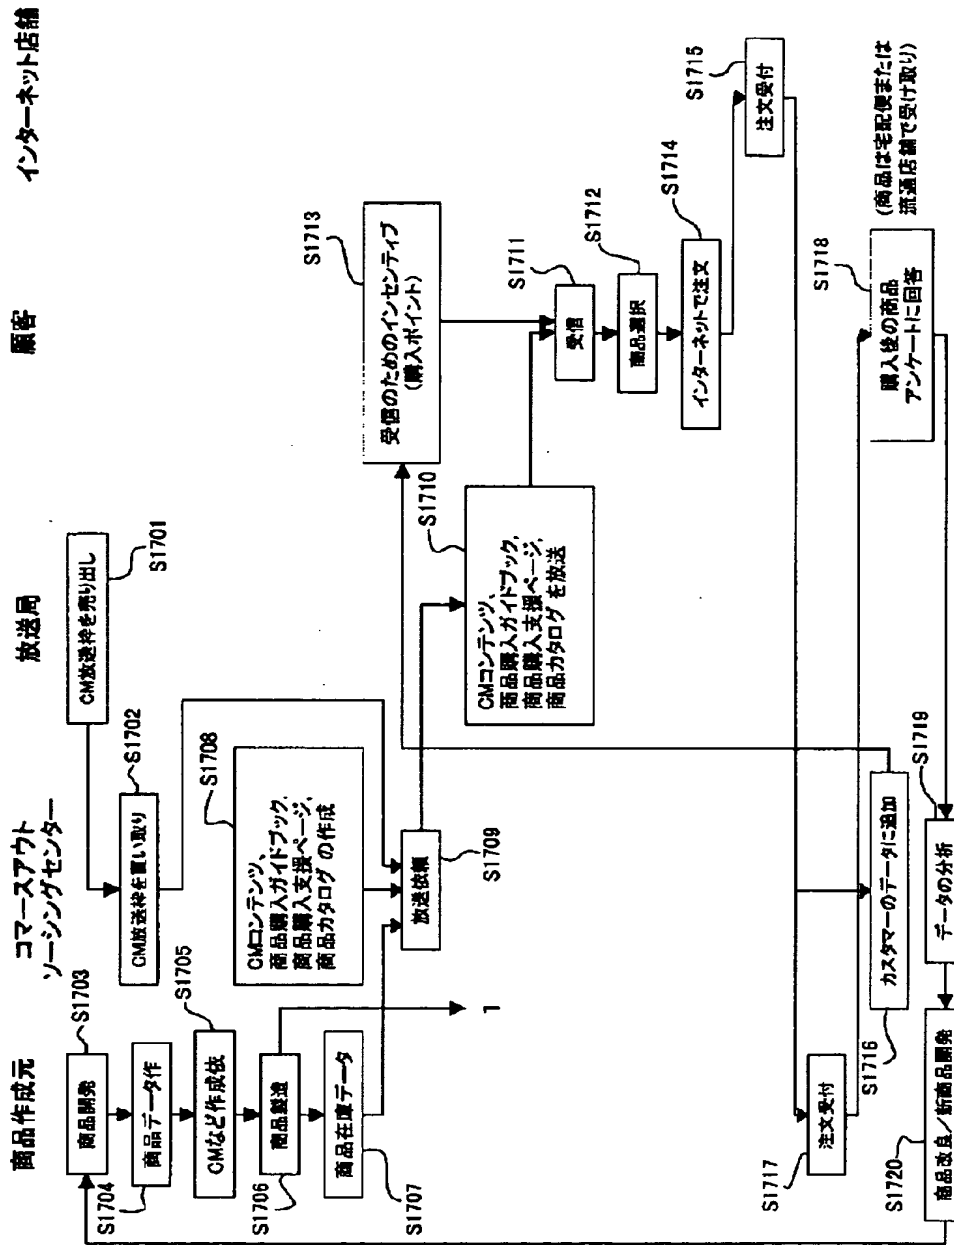 商品作成元
コマースアウト
ソーシングセンター
放送局
顧客
インターネット店舗
CM放送枠を売り出し
S1701
CM放送枠を買い取り
S1702
商品開発
S1703
商品データ作
S1704
CMなど作成依
S1705
商品製造
S1706
1
商品在庫データ
S1707
CMコンテンツ、
商品購入ガイドブック、
商品購入支援ページ、
商品カタログ の作成
S1708
放送依頼
S1709
CMコンテンツ、
商品購入ガイドブック、
商品購入支援ページ、
商品カタログ を放送
S1710
受信のためのインセンティブ
(購入ポイント)
S1713
受信
S1711
商品選択
S1712
インターネットで注文
S1714
注文受付
S1715
カスタマーのデータに追加
S1716
注文受付
S1717
購入後の商品
アンケートに回答
S1718
(商品は宅配便または
流通店舗で受け取り)
データの分析
S1719
商品改良／新商品開発
S1720